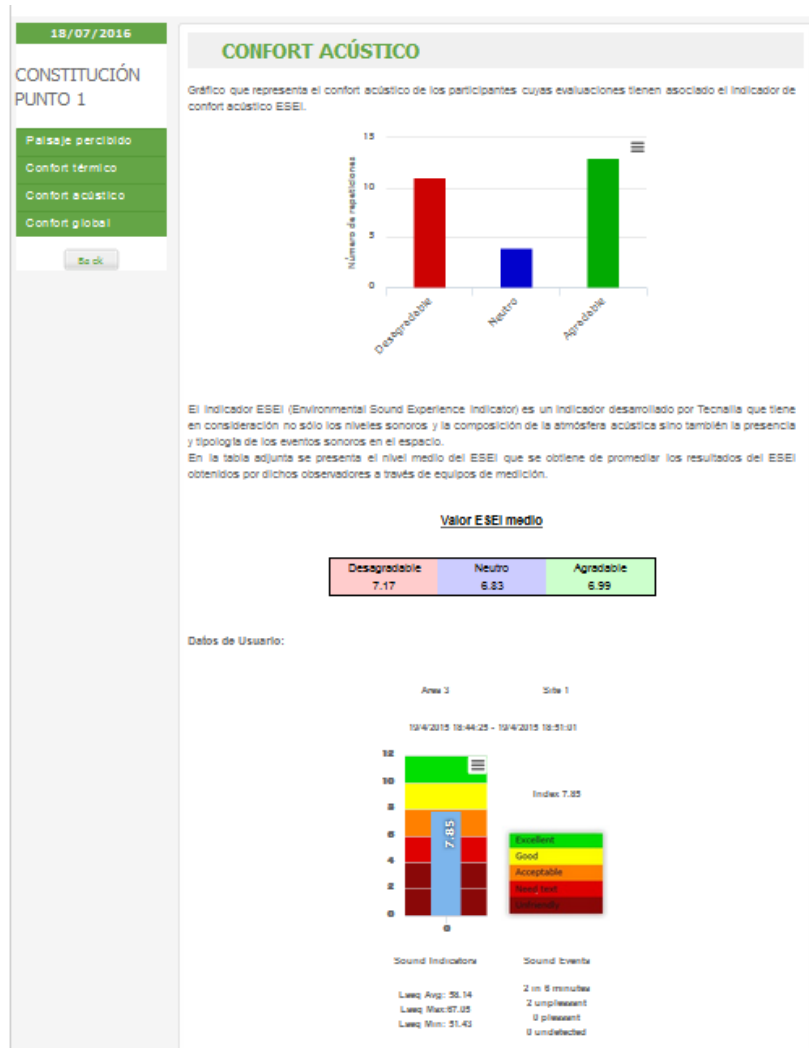 18/07/2016
CONSTITUCIÓN
PUNTO 1
Paisaje percibido
Confort térmico
Confort acústico
Confort global
Back
CONFORT ACÚSTICO
Gráfico que representa el confort acústico de los participantes cuyas evaluaciones tienen asociado el indicador de
confort acústico ESEI.
15
10
5
0
Número de repeticiones
Desagradable
Neutro
Agradable
El indicador ESEI (Environmental Sound Experience Indicator) es un indicador desarrollado por Tecnalia que tiene
en consideración no sólo los niveles sonoros y la composición de la atmósfera acústica sino también la presencia
y tipología de los eventos sonoros en el espacio.
En la tabla adjunta se presenta el nivel medio del ESEI que se obtiene de promediar los resultados del ESEI
obtenidos por dichos observadores a través de equipos de medición.
Valor ESEI medio
Desagradable Neutro Agradable
7.17 6.83 6.99
Datos de Usuario:
Area 3 Site 1
19/4/2015 18:44:25 - 19/4/2015 18:51:01
12
10
8
6
4
2
0
7.85
0
Index 7.85
Excellent
Good
Acceptable
Need text
Unfriendly
Sound Indicators
Laeq Avg: 58.14
Laeq Max:67.05
Laeq Min: 51.43
Sound Events
2 in 6 minutes
2 unpleasant
0 pleasant
0 undetected